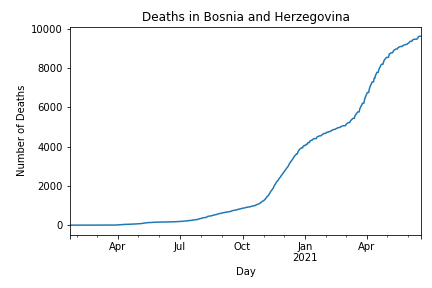 Deaths in Bosnia and Herzegovina
10000
8000
6000
4000
2000
0
Number of Deaths
Apr Jul Oct Jan Apr
2021
Day